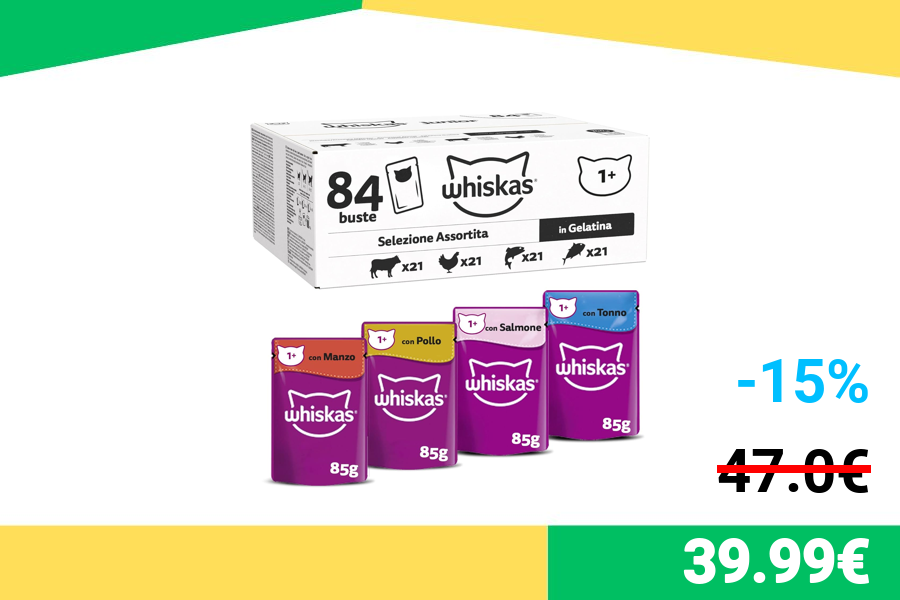 84
buste
whiskas®
1+
Selezione Assortita
in Gelatina
x21
x21
x21
x21
1+
con Manzo
whiskas®
85g
1+
con Pollo
whiskas®
85g
1+
con Salmone
whiskas®
85g
1+
con Tonno
whiskas®
85g
-15%
47.0€
39.99€